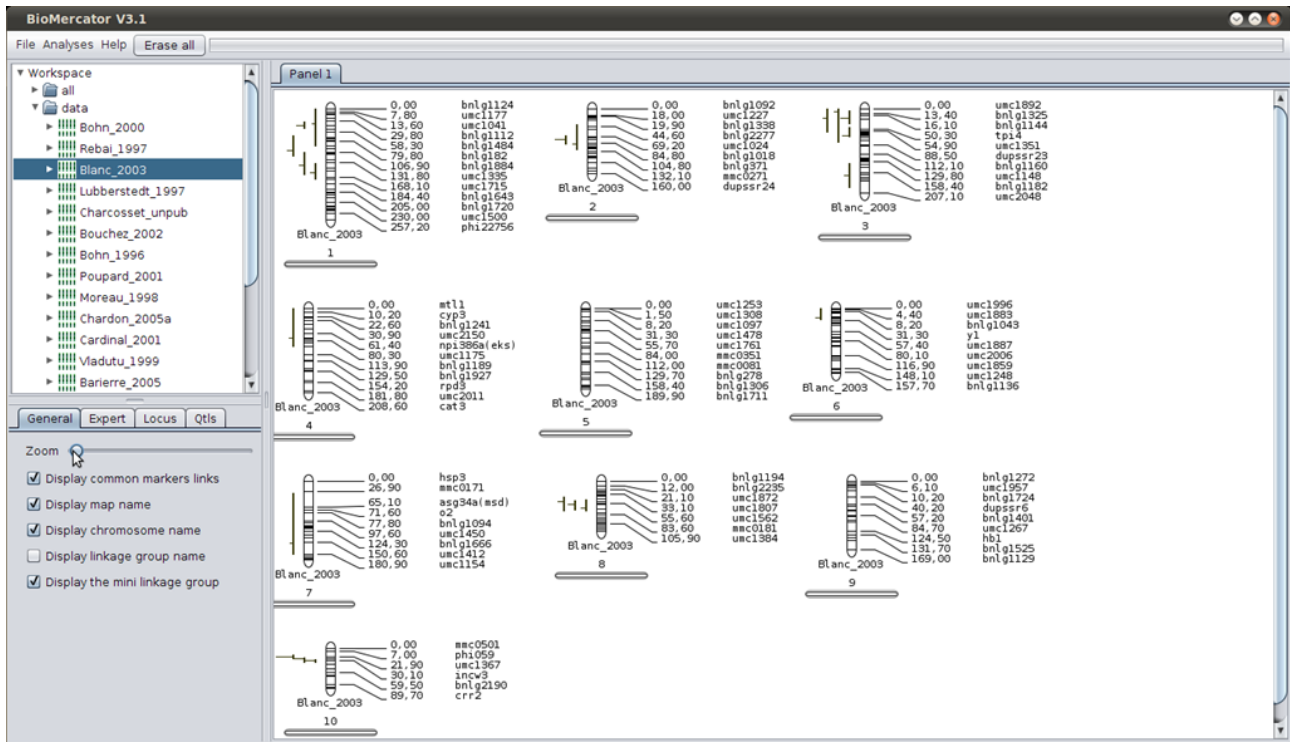 BioMercator V3.1
File Analyses Help Erase all
Workspace
all
data
Bohn_2000
Rebai_1997
Blanc_2003
Lubberstedt_1997
Charcosset_unpub
Bouchez_2002
Bohn_1996
Poupard_2001
Moreau_1998
Chardon_2005a
Cardinal_2001
Vladutu_1999
Barierre_2005
General Expert Locus Qtls
Zoom
Display common markers links
Display map name
Display chromosome name
Display linkage group name
Display the mini linkage group
Panel 1
0,00 bnlg1124
7,80 umc1177
13,60 umc1041
29,80 bnlg1112
58,30 bnlg1484
79,80 bnlg182
106,90 bnlg1884
131,80 umc1335
168,10 umc1715
184,40 bnlg1643
205,00 bnlg1720
230,00 umc1500
257,20 phi22756
Blanc_2003
1
0,00 bnlg1092
18,00 umc1227
19,90 bnlg1338
44,60 bnlg2277
69,20 umc1024
84,80 bnlg1018
104,80 bnlg371
132,10 mmc0271
160,00 dupssr24
Blanc_2003
2
0,00 umc1892
13,40 bnlg1325
16,10 bnlg1144
50,30 tpi4
54,90 umc1351
88,50 dupssr23
112,10 bnlg1160
129,80 umc1148
158,40 bnlg1182
207,10 umc2048
Blanc_2003
3
0,00 mtl1
10,20 cyp3
22,60 bnlg1241
30,90 umc2150
61,40 npi386a(eks)
80,30 umc1175
113,90 bnlg1189
129,50 bnlg1927
154,20 rpd3
181,80 umc2011
208,60 cat3
Blanc_2003
4
0,00 umc1253
1,50 umc1308
8,20 umc1097
31,30 umc1478
55,70 umc1761
84,00 mmc0351
112,00 mmc0081
129,70 bnlg278
158,40 bnlg1306
189,90 bnlg1711
Blanc_2003
5
0,00 umc1996
4,40 umc1883
8,20 bnlg1043
31,30 y1
57,40 umc1887
80,10 umc2006
116,90 umc1859
148,10 umc1248
157,70 bnlg1136
Blanc_2003
6
0,00 hsp3
26,90 mmc0171
65,10 asg34a(msd)
71,60 o2
77,80 bnlg1094
97,60 umc1450
124,30 bnlg1666
150,60 umc1412
180,90 umc1154
Blanc_2003
7
0,00 bnlg1194
12,00 bnlg2235
21,10 umc1872
33,10 umc1807
55,60 umc1562
83,60 mmc0181
105,90 umc1384
Blanc_2003
8
0,00 bnlg1272
6,10 umc1957
10,20 bnlg1724
40,20 dupssr6
57,20 bnlg1401
84,70 umc1267
124,50 hb1
131,70 bnlg1525
169,00 bnlg1129
Blanc_2003
9
0,00 mmc0501
7,00 phi059
21,90 umc1367
30,10 incw3
59,50 bnlg2190
89,70 crr2
Blanc_2003
10